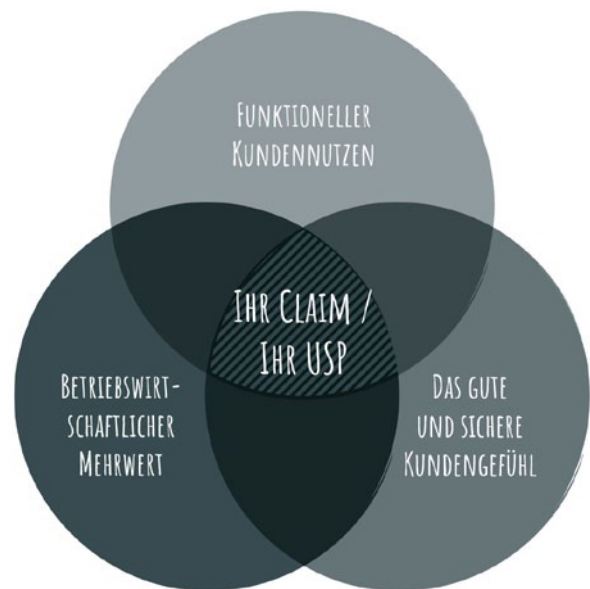 Funktioneller
Kundennutzen
Ihr Claim /
Ihr USP
Betriebswirt-
schaftlicher
Mehrwert
Das gute
und sichere
Kundengefühl